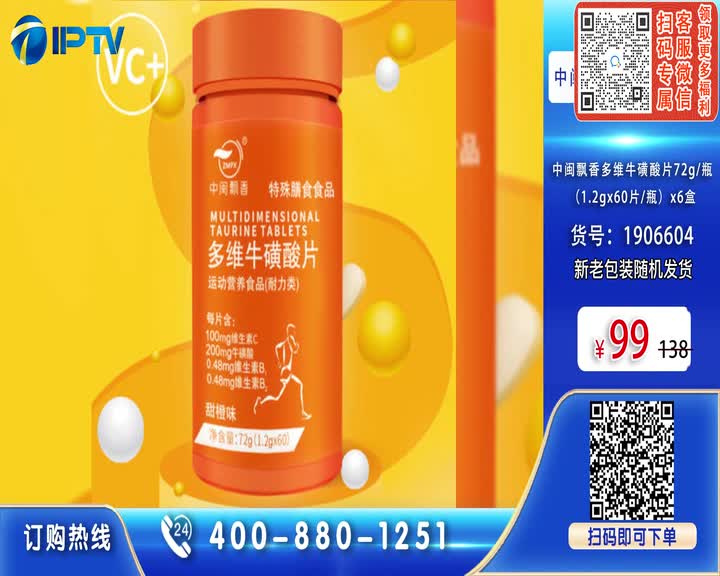 IPTV
VC+
ZMPX
中闽飘香
特殊膳食食品
MULTIDIMENSIONAL
TAURINE TABLETS
多维牛磺酸片
运动营养食品(耐力类)
每片含：
100mg维生素C
200mg牛磺酸
0.48mg维生素B
0.48mg维生素B
甜橙味
净含量:72g(1.2gx60)
品
领取更多福利
客服微信
扫码专属
中闽
中闽飘香多维牛磺酸片72g/瓶
（1.2gx60片/瓶）x6盒
货号：1906604
新老包装随机发货
¥99 138
扫码即可下单
订购热线
24
400-880-1251